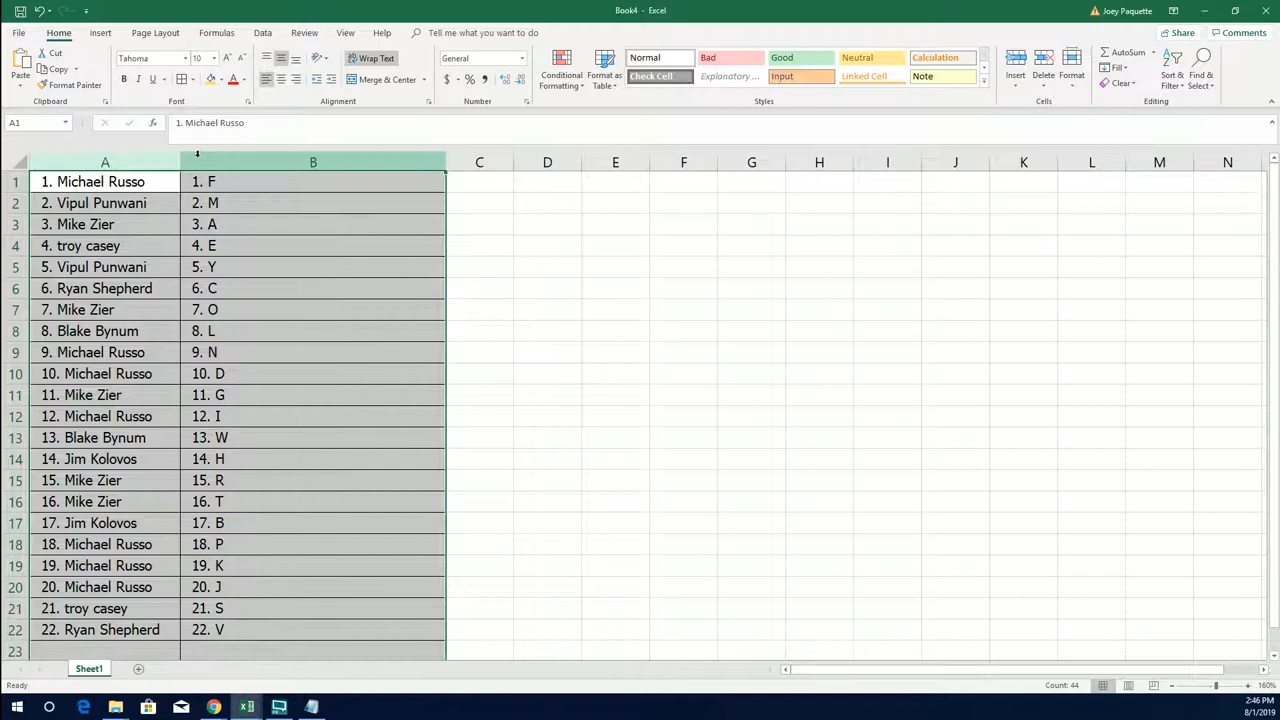 Book4 - Excel
Joey Paquette
File Home Insert Page Layout Formulas Data Review View Help Tell me what you want to do
Share Comments
Paste
Cut
Copy
Format Painter
Clipboard
Tahoma 10
B I U
Font
Wrap Text
Merge & Center
Alignment
General
$ % ,
Number
Conditional Formatting
Format as Table
Normal Bad Good Neutral Calculation
Check Cell Explanatory ... Input Linked Cell Note
Styles
Insert Delete Format
Cells
AutoSum
Fill
Clear
Sort & Filter
Find & Select
Editing
A1 fx 1. Michael Russo
A B C D E F G H I J K L M N
1 1. Michael Russo 1. F
2 2. Vipul Punwani 2. M
3 3. Mike Zier 3. A
4 4. troy casey 4. E
5 5. Vipul Punwani 5. Y
6 6. Ryan Shepherd 6. C
7 7. Mike Zier 7. O
8 8. Blake Bynum 8. L
9 9. Michael Russo 9. N
10 10. Michael Russo 10. D
11 11. Mike Zier 11. G
12 12. Michael Russo 12. I
13 13. Blake Bynum 13. W
14 14. Jim Kolovos 14. H
15 15. Mike Zier 15. R
16 16. Mike Zier 16. T
17 17. Jim Kolovos 17. B
18 18. Michael Russo 18. P
19 19. Michael Russo 19. K
20 20. Michael Russo 20. J
21 21. troy casey 21. S
22 22. Ryan Shepherd 22. V
23
Sheet1
Ready Count: 44 160%
2:46 PM
8/1/2019